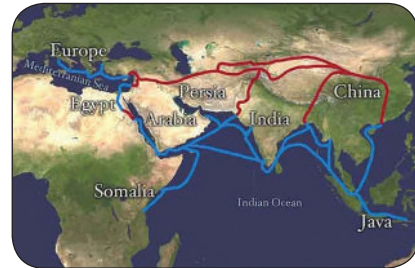 Europe
Mediterranean Sea
Egypt
Persia
China
Arabia
India
Somalia
Indian Ocean
Java